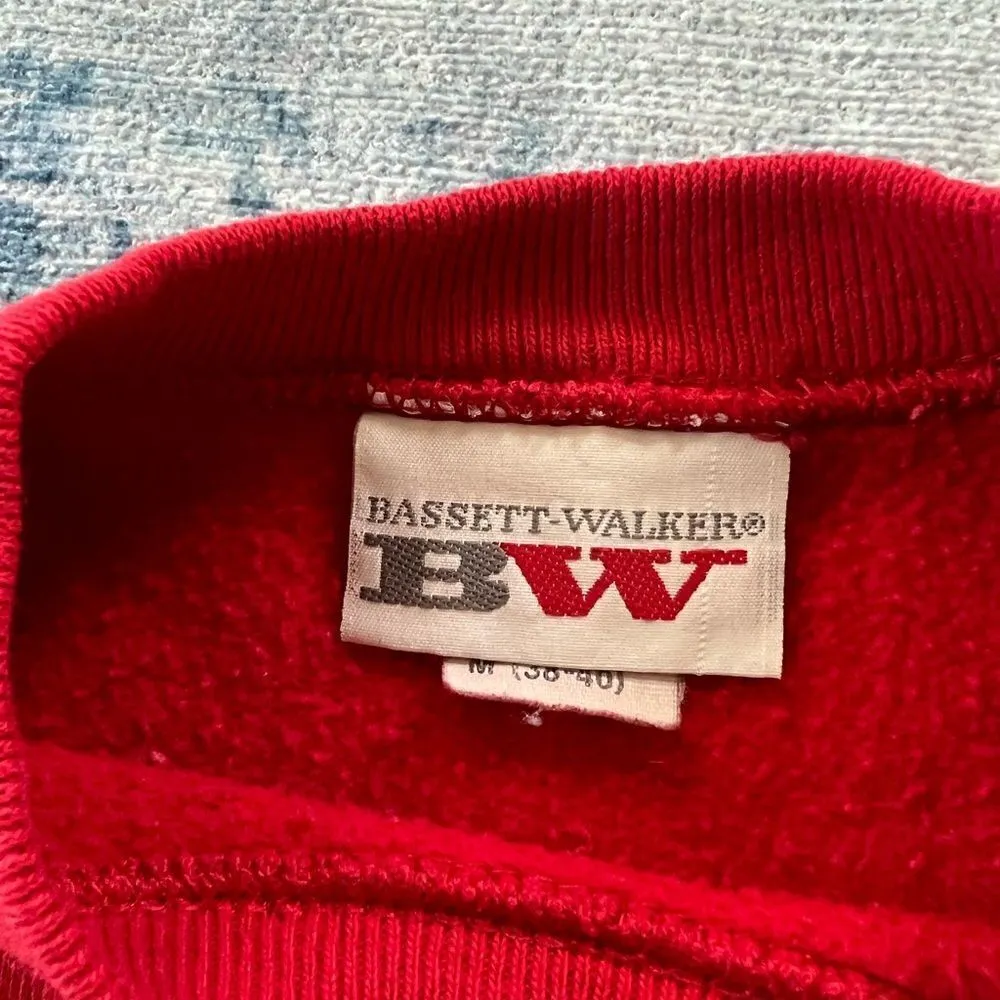 BASSETT-WALKER®
BW
M (38-40)